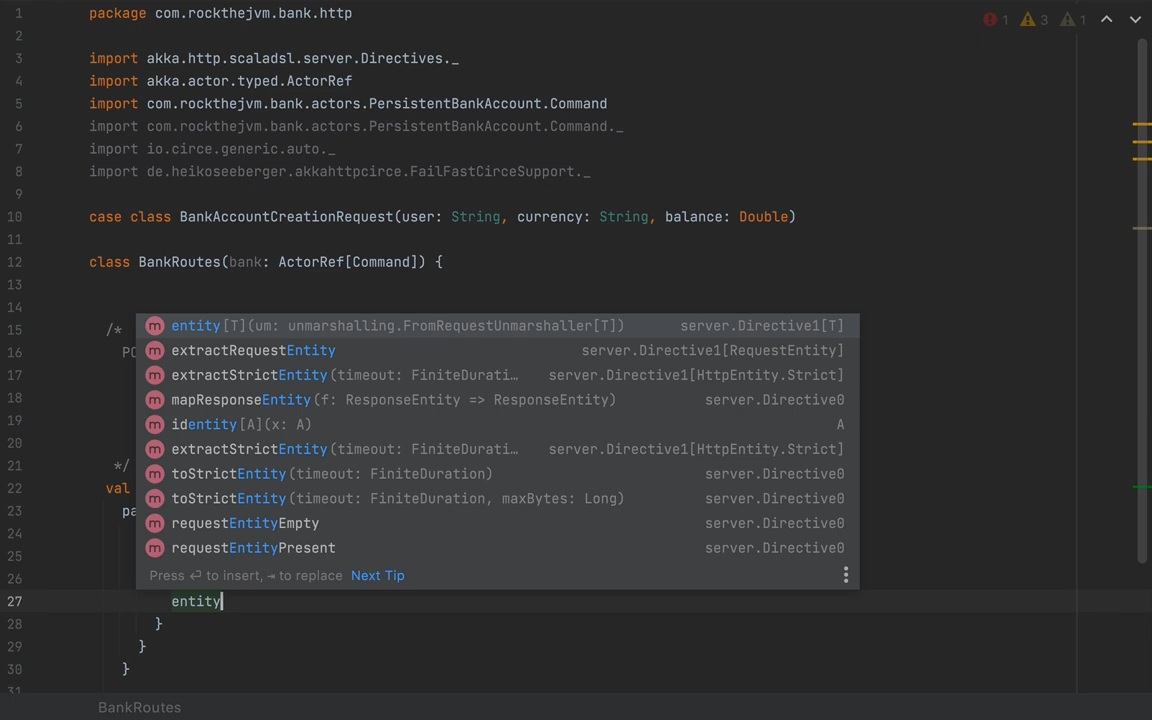 1 package com.rockthejvm.bank.http
1 3 1
2
3 import akka.http.scaladsl.server.Directives._
4 import akka.actor.typed.ActorRef
5 import com.rockthejvm.bank.actors.PersistentBankAccount.Command
6 import com.rockthejvm.bank.actors.PersistentBankAccount.Command._
7 import io.circe.generic.auto._
8 import de.heikoseeberger.akkahttpcirce.FailFastCirceSupport._
9
10 case class BankAccountCreationRequest(user: String, currency: String, balance: Double)
11
12 class BankRoutes(bank: ActorRef[Command]) {
13
14
15 /*
entity[T](um: unmarshalling.FromRequestUnmarshaller[T]) server.Directive1[T]
16 PO
extractRequestEntity server.Directive1[RequestEntity]
17
extractStrictEntity(timeout: FiniteDurati… server.Directive1[HttpEntity.Strict]
18
mapResponseEntity(f: ResponseEntity => ResponseEntity) server.Directive0
19
identity[A](x: A) A
20
extractStrictEntity(timeout: FiniteDurati… server.Directive1[HttpEntity.Strict]
21 */
toStrictEntity(timeout: FiniteDuration) server.Directive0
22 val
toStrictEntity(timeout: FiniteDuration, maxBytes: Long) server.Directive0
23 pa
requestEntityEmpty server.Directive0
24
requestEntityPresent server.Directive0
25
Press ↩ to insert, ⇥ to replace Next Tip
26
27 entity
28 }
29 }
30 }
31
BankRoutes